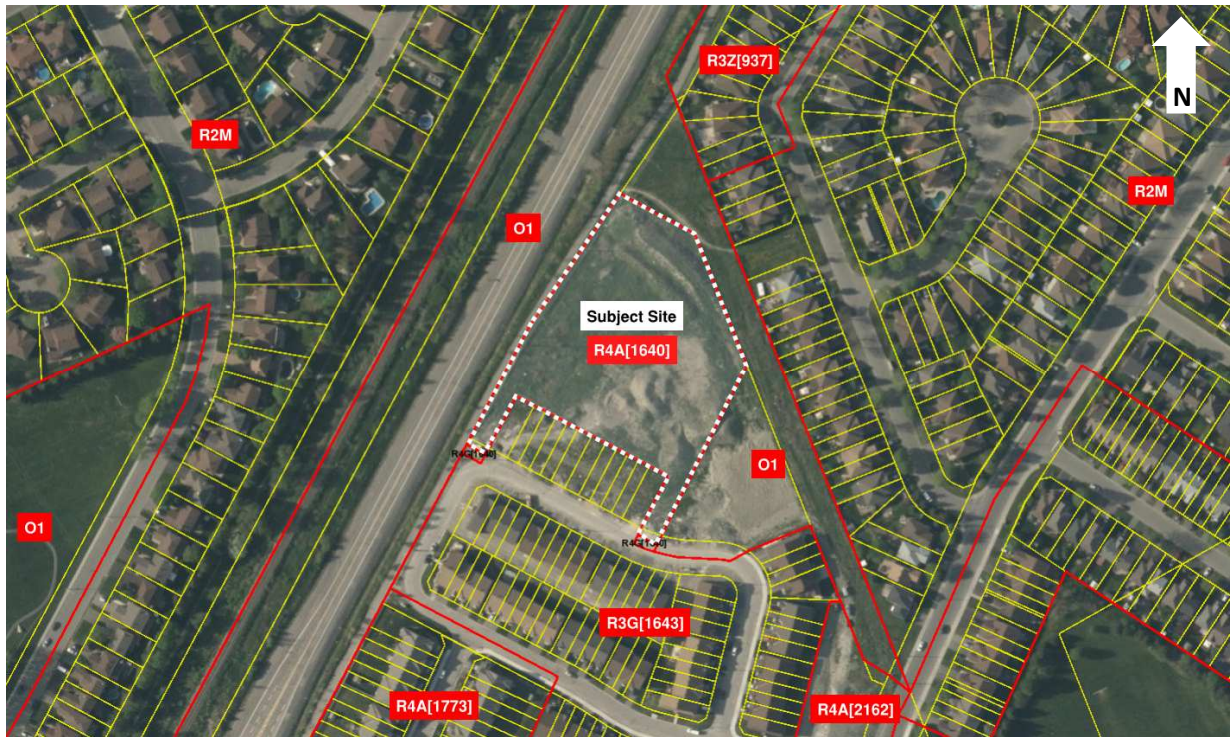 R3Z[937]
N
R2M
R2M
O1
Subject Site
R4A[1640]
O1
O1
R3G[1643]
R4A[1773]
R4A[2162]